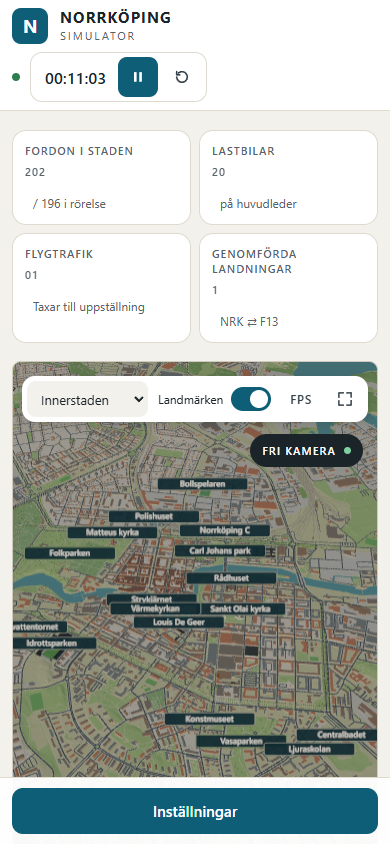 N
NORRKÖPING
SIMULATOR
00:11:03
FORDON I STADEN
202
/ 196 i rörelse
LASTBILAR
20
på huvudleder
FLYGTRAFIK
01
Taxar till uppställning
GENOMFÖRDA
LANDNINGAR
1
NRK ⇄ F13
Innerstaden
Landmärken
FPS
FRI KAMERA
Bollspelaren
Polishuset
Matteus kyrka
Norrköping C
Folkparken
Carl Johans park
Rådhuset
Strykjärnet
Värmekyrkan
Sankt Olai kyrka
Louis De Geer
vattentornet
Idrottsparken
Konstmuseet
Vasaparken
Centralbadet
Ljuraskolan
Inställningar